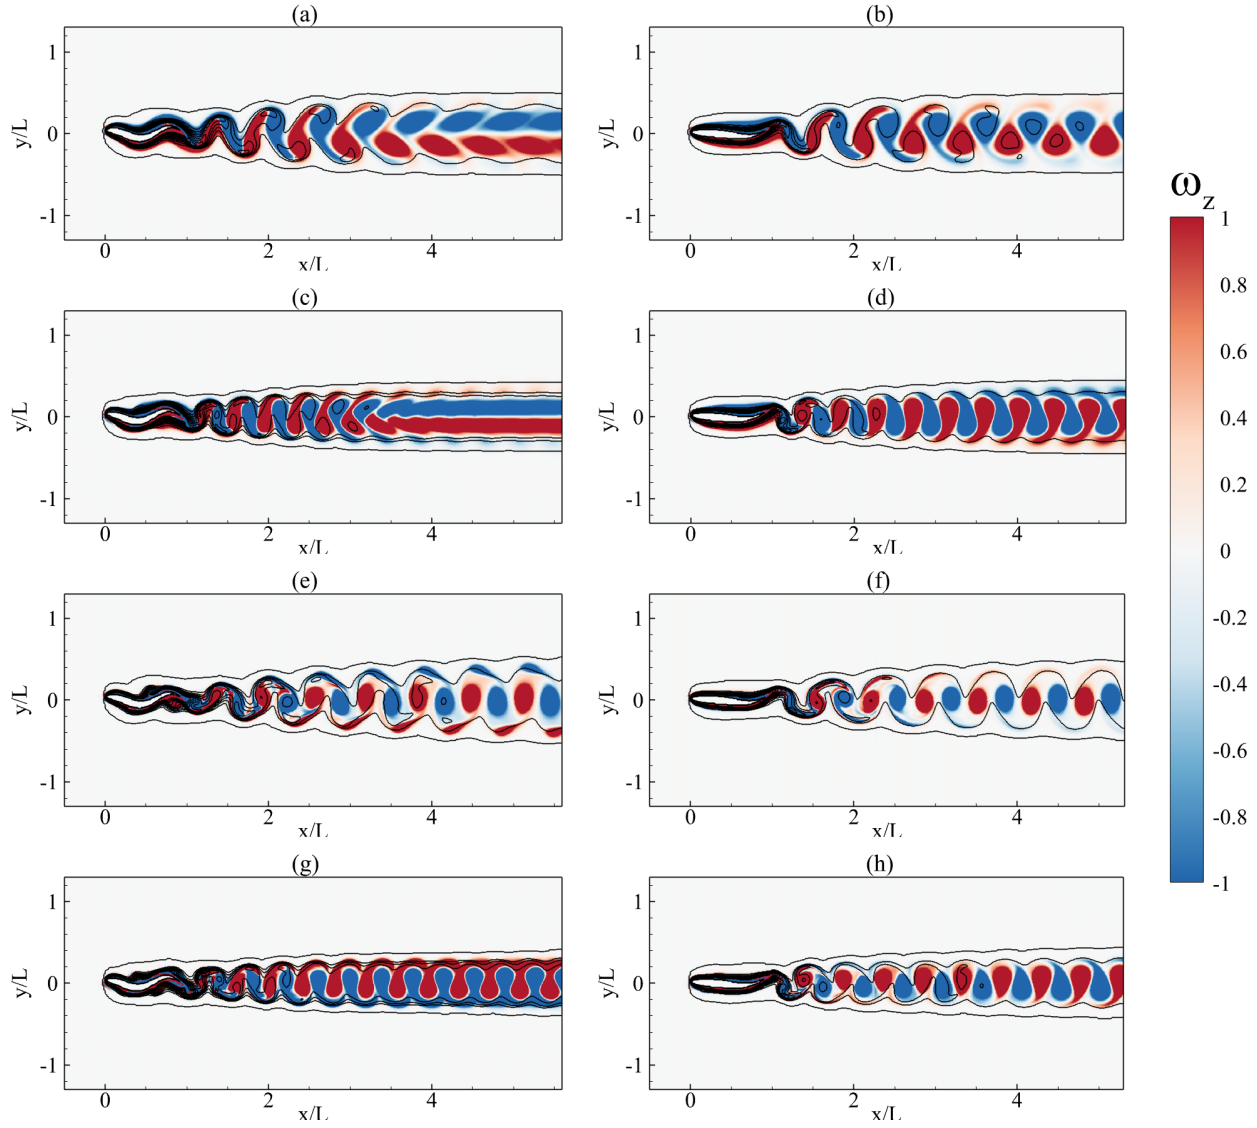 (a) (b)
1 1
y/L 0 y/L 0
-1 -1
0 2 4 0 2 4
x/L x/L
(c) (d)
1 1
y/L 0 y/L 0
-1 -1
0 2 4 0 2 4
x/L x/L
(e) (f)
1 1
y/L 0 y/L 0
-1 -1
0 2 4 0 2 4
x/L x/L
(g) (h)
1 1
y/L 0 y/L 0
-1 -1
0 2 4 0 2 4
x/L x/L
ωz
1
0.8
0.6
0.4
0.2
0
-0.2
-0.4
-0.6
-0.8
-1